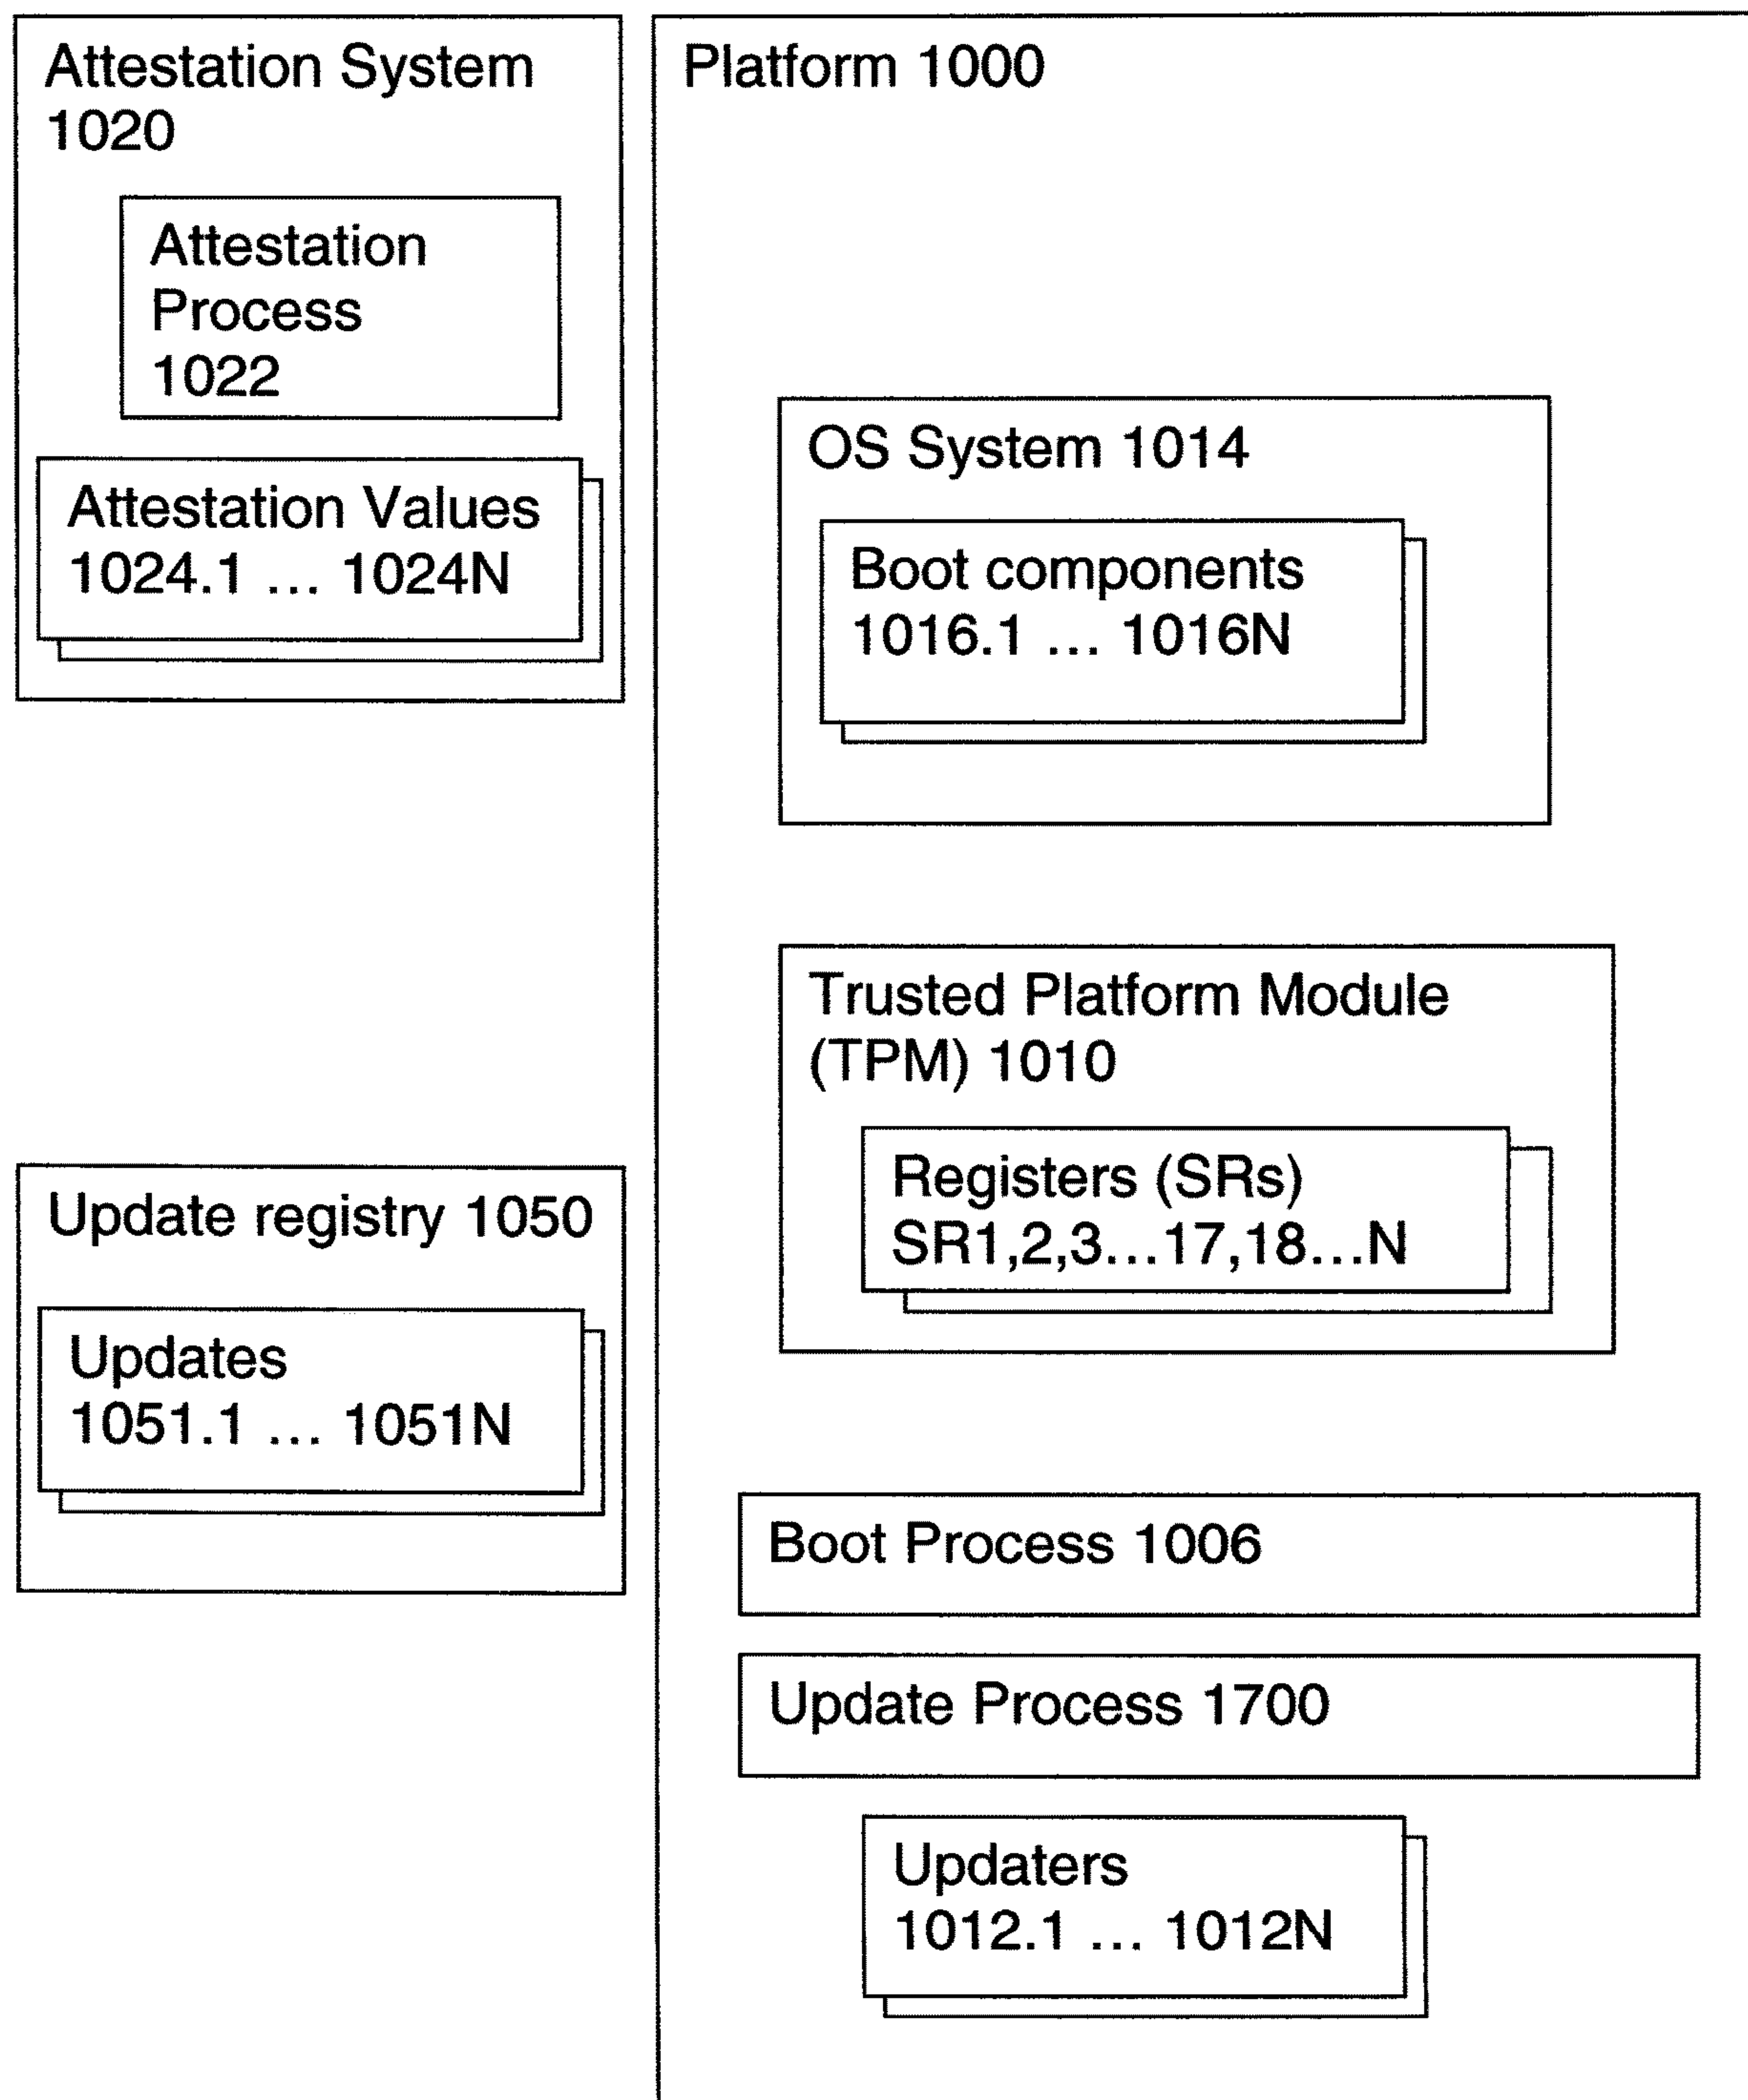 Attestation System
1020
Attestation
Process
1022
Attestation Values
1024.1 ... 1024N
Update registry 1050
Updates
1051.1 ... 1051N
Platform 1000
OS System 1014
Boot components
1016.1 ... 1016N
Trusted Platform Module
(TPM) 1010
Registers (SRs)
SR1,2,3...17,18...N
Boot Process 1006
Update Process 1700
Updaters
1012.1 ... 1012N